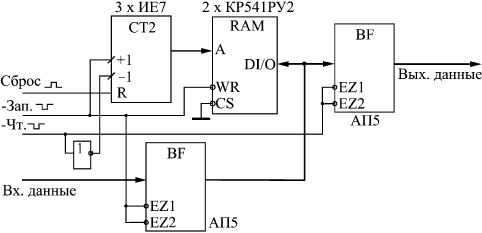 3 x ИЕ7
2 x КР541РУ2
CT2
RAM
BF
+1
A
-1
DI/O
Сброс
R
WR
EZ1
Вых. данные
-Зап.
CS
EZ2
-Чт.
АП5
1
BF
Вх. данные
EZ1
EZ2
АП5